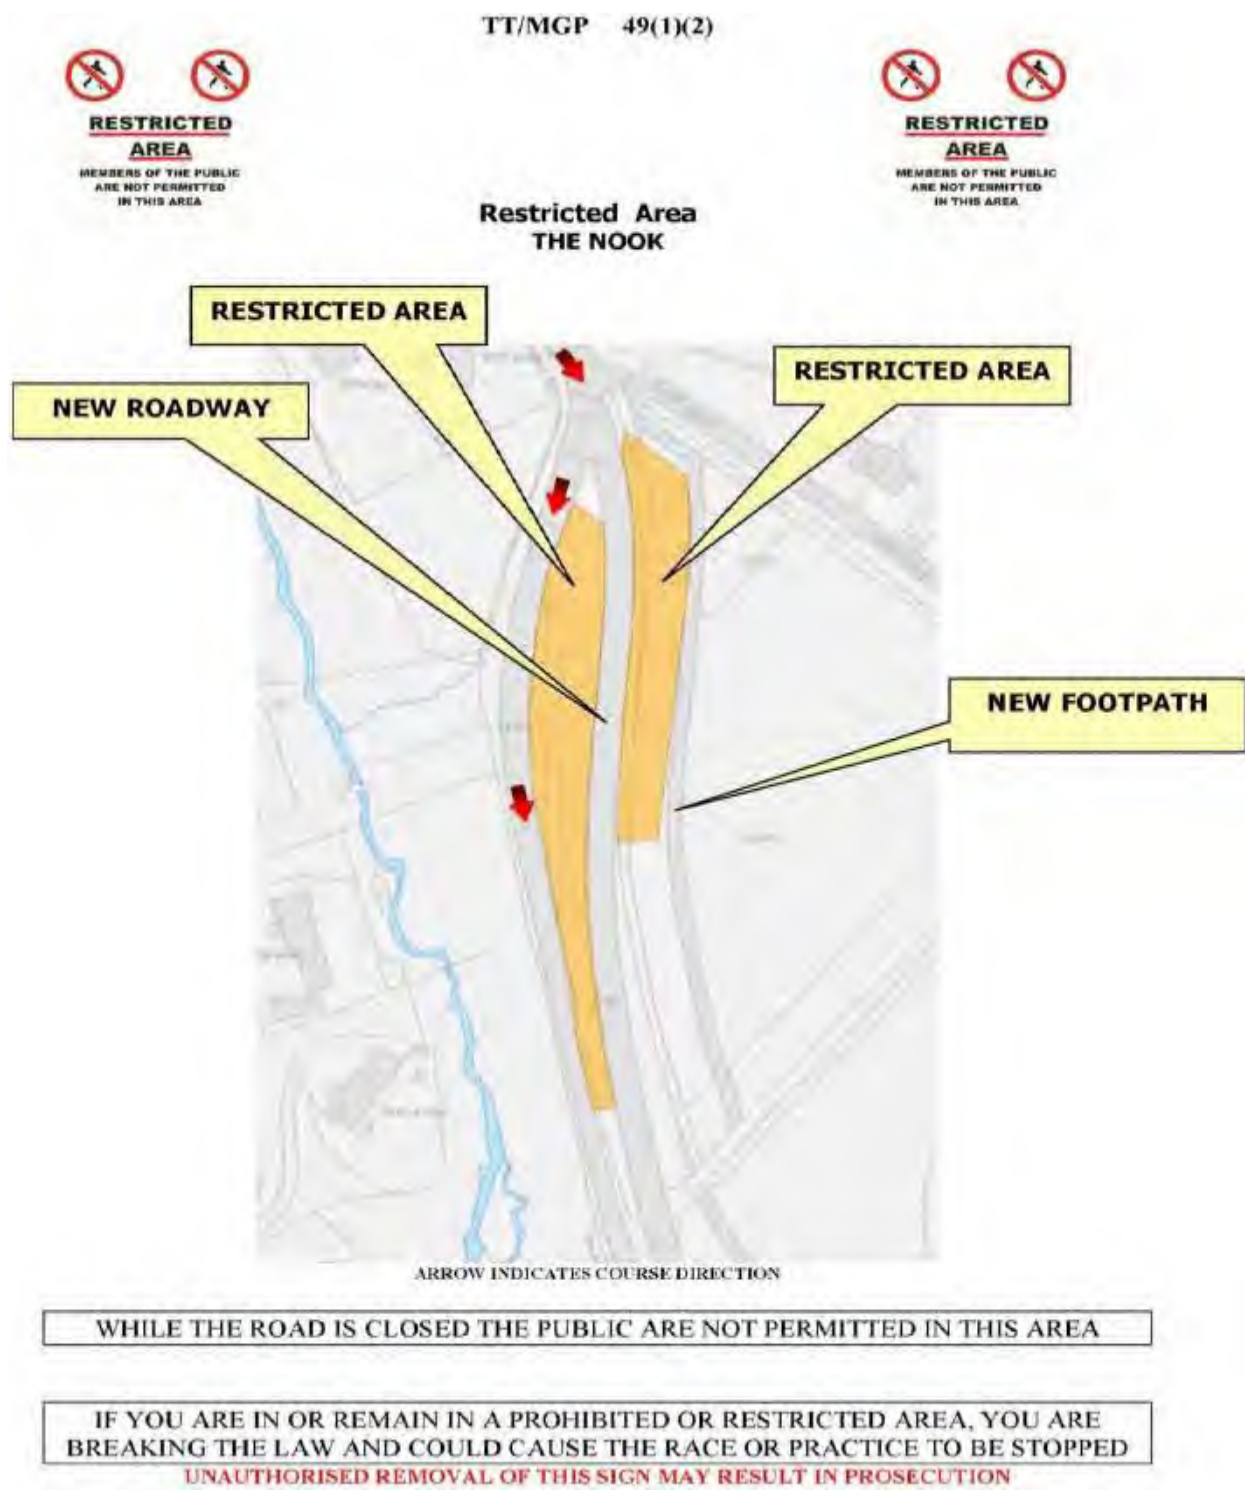 TT/MGP 49(1)(2)
RESTRICTED
AREA
MEMBERS OF THE PUBLIC
ARE NOT PERMITTED
IN THIS AREA
RESTRICTED
AREA
MEMBERS OF THE PUBLIC
ARE NOT PERMITTED
IN THIS AREA
Restricted Area
THE NOOK
RESTRICTED AREA
RESTRICTED AREA
NEW ROADWAY
NEW FOOTPATH
ARROW INDICATES COURSE DIRECTION
WHILE THE ROAD IS CLOSED THE PUBLIC ARE NOT PERMITTED IN THIS AREA
IF YOU ARE IN OR REMAIN IN A PROHIBITED OR RESTRICTED AREA, YOU ARE
BREAKING THE LAW AND COULD CAUSE THE RACE OR PRACTICE TO BE STOPPED
UNAUTHORISED REMOVAL OF THIS SIGN MAY RESULT IN PROSECUTION